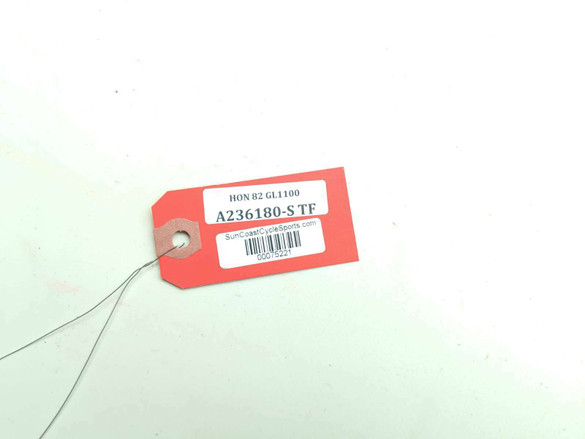 HON 82 GL1100
A236180-S TF
SunCoastCycleSports.com
00075221